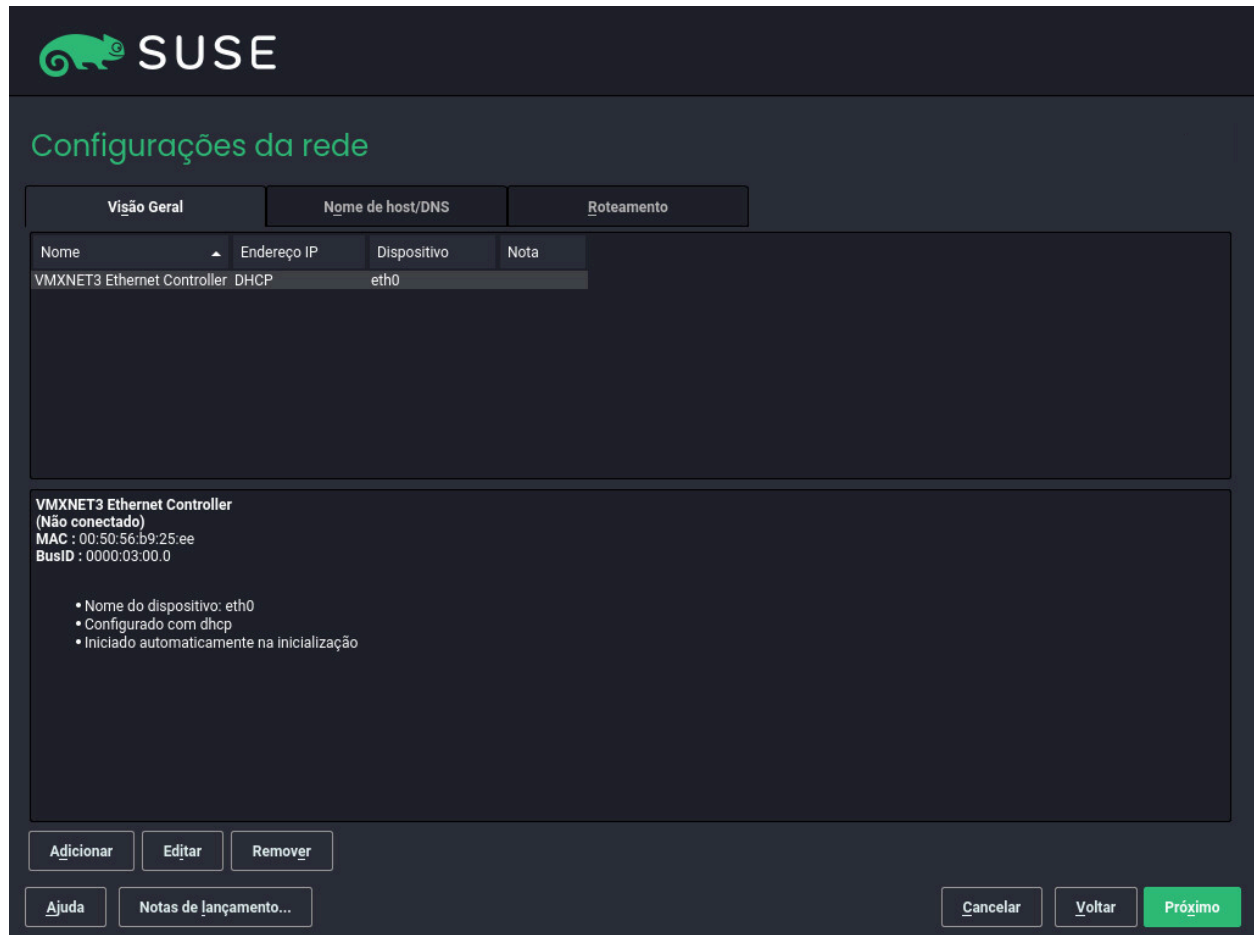 SUSE
Configurações da rede
Visão Geral Nome de host/DNS Roteamento
Nome Endereço IP Dispositivo Nota
VMXNET3 Ethernet Controller DHCP eth0
VMXNET3 Ethernet Controller
(Não conectado)
MAC : 00:50:56:b9:25:ee
BusID : 0000:03:00.0
• Nome do dispositivo: eth0
• Configurado com dhcp
• Iniciado automaticamente na inicialização
Adicionar Editar Remover
Ajuda Notas de lançamento... Cancelar Voltar Próximo